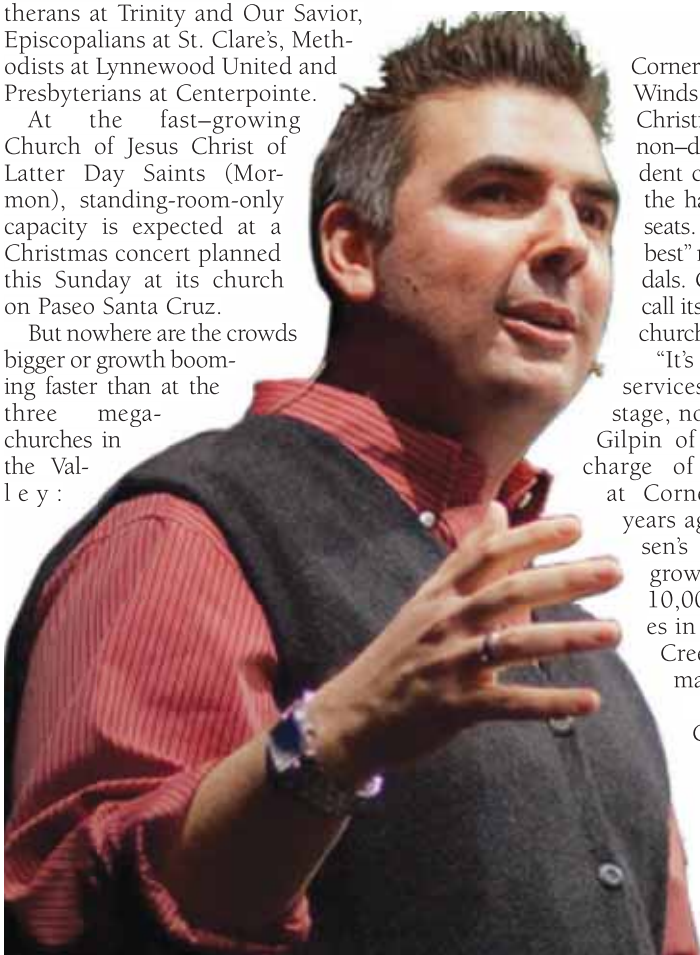 therans at Trinity and Our Savior,
Episcopalians at St. Clare's, Meth-
odists at Lynnewood United and
Presbyterians at Centerpointe.
At the fast–growing
Church of Jesus Christ of
Latter Day Saints (Mor-
mon), standing-room-only
capacity is expected at a
Christmas concert planned
this Sunday at its church
on Paseo Santa Cruz.
But nowhere are the crowds
bigger or growth boom-
ing faster than at the
three mega-
churches in
the Val-
ley:
Corner
Winds
Christ
non–d
dent c
the ha
seats.
best"
dals. C
call its
church
"It's
services
stage, no
Gilpin of
charge of
at Corne
years ag
sen's
grow
10,00
es in
Cree
ma